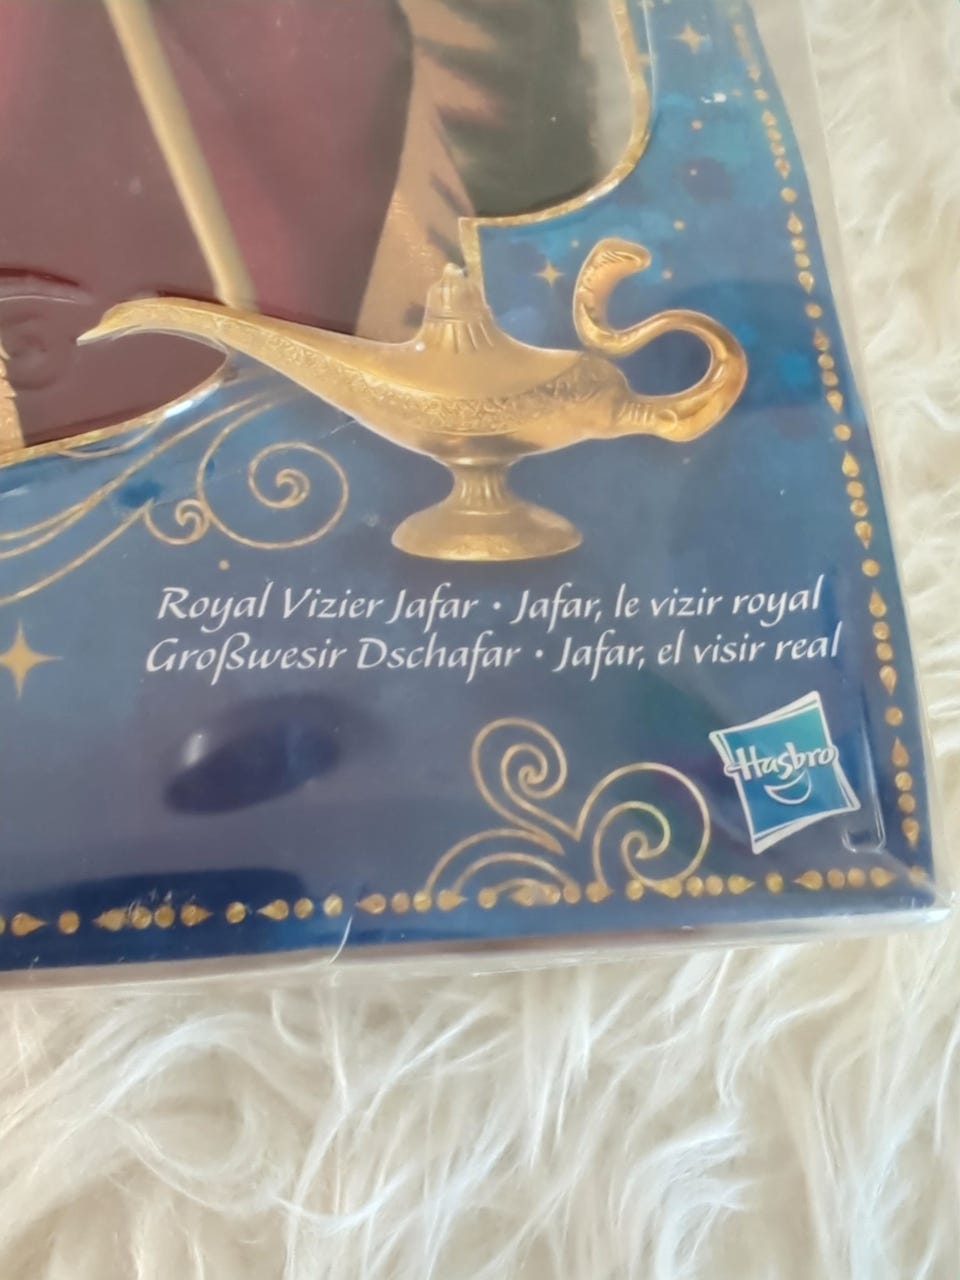 Royal Vizier Jafar • Jafar, le vizir royal
Großwesir Dschafar • Jafar, el visir real
Hasbro